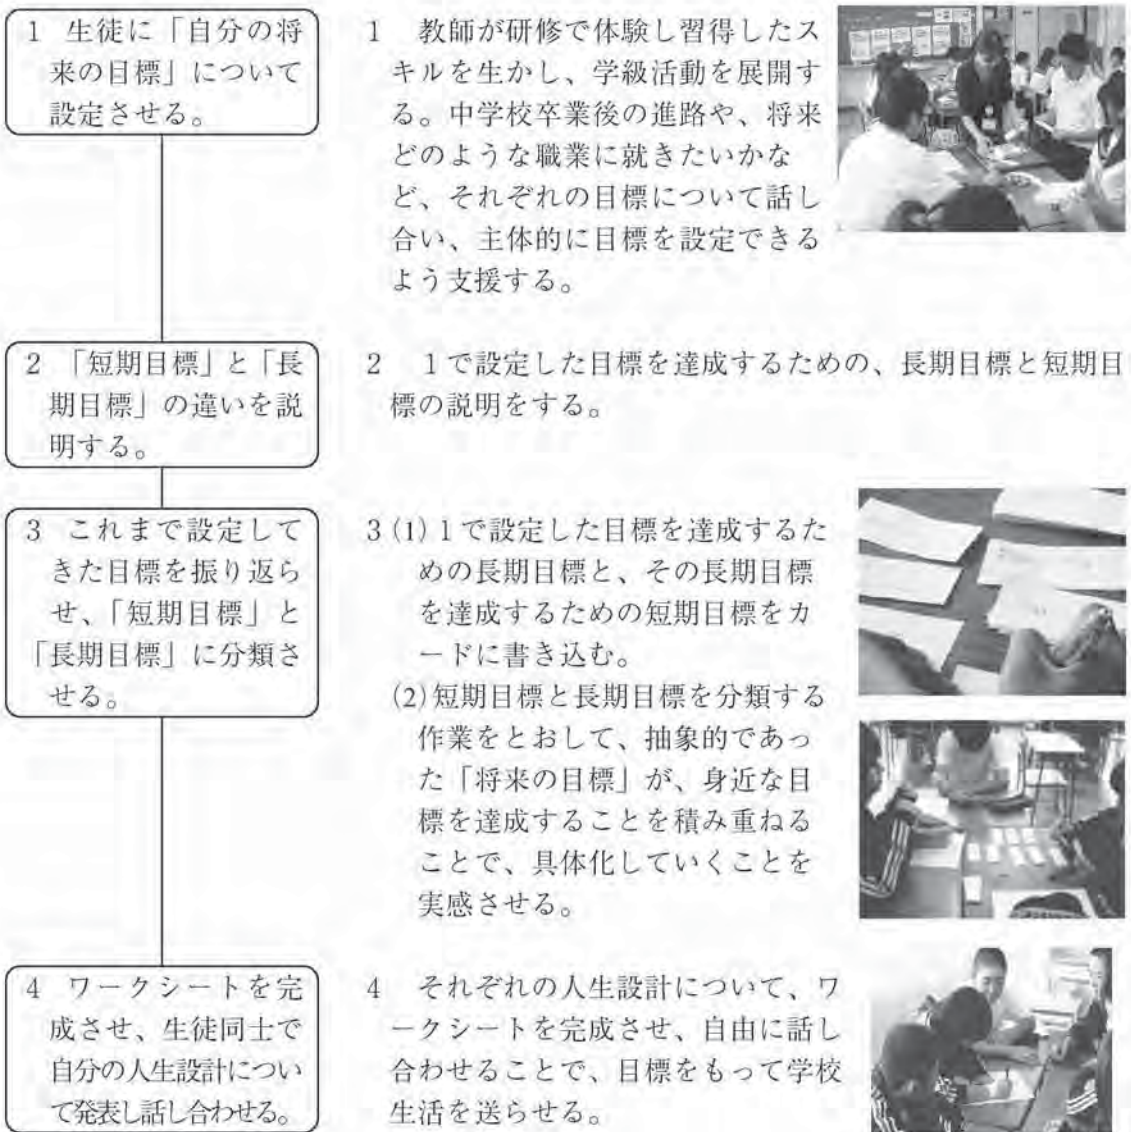 1 生徒に「自分の将
来の目標」について
設定させる。
1 教師が研修で体験し習得したス
キルを生かし、学級活動を展開す
る。中学校卒業後の進路や、将来
どのような職業に就きたいかな
ど、それぞれの目標について話し
合い、主体的に目標を設定できる
よう支援する。
2 「短期目標」と「長
期目標」の違いを説
明する。
2 1で設定した目標を達成するための、長期目標と短期目
標の説明をする。
3 これまで設定して
きた目標を振り返ら
せ、「短期目標」と
「長期目標」に分類さ
せる。
3(1)1で設定した目標を達成するた
めの長期目標と、その長期目標
を達成するための短期目標をカ
ードに書き込む。
(2)短期目標と長期目標を分類する
作業をとおして、抽象的であっ
た「将来の目標」が、身近な目
標を達成することを積み重ねる
ことで、具体化していくことを
実感させる。
4 ワークシートを完
成させ、生徒同士で
自分の人生設計につい
て発表し話し合わせる。
4 それぞれの人生設計について、ワ
ークシートを完成させ、自由に話し
合わせることで、目標をもって学校
生活を送らせる。